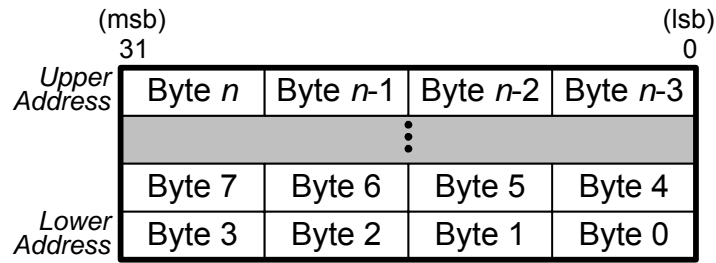 (msb) (lsb)
31 0
Upper Address Byte n Byte n-1 Byte n-2 Byte n-3
Byte 7 Byte 6 Byte 5 Byte 4
Lower Address Byte 3 Byte 2 Byte 1 Byte 0